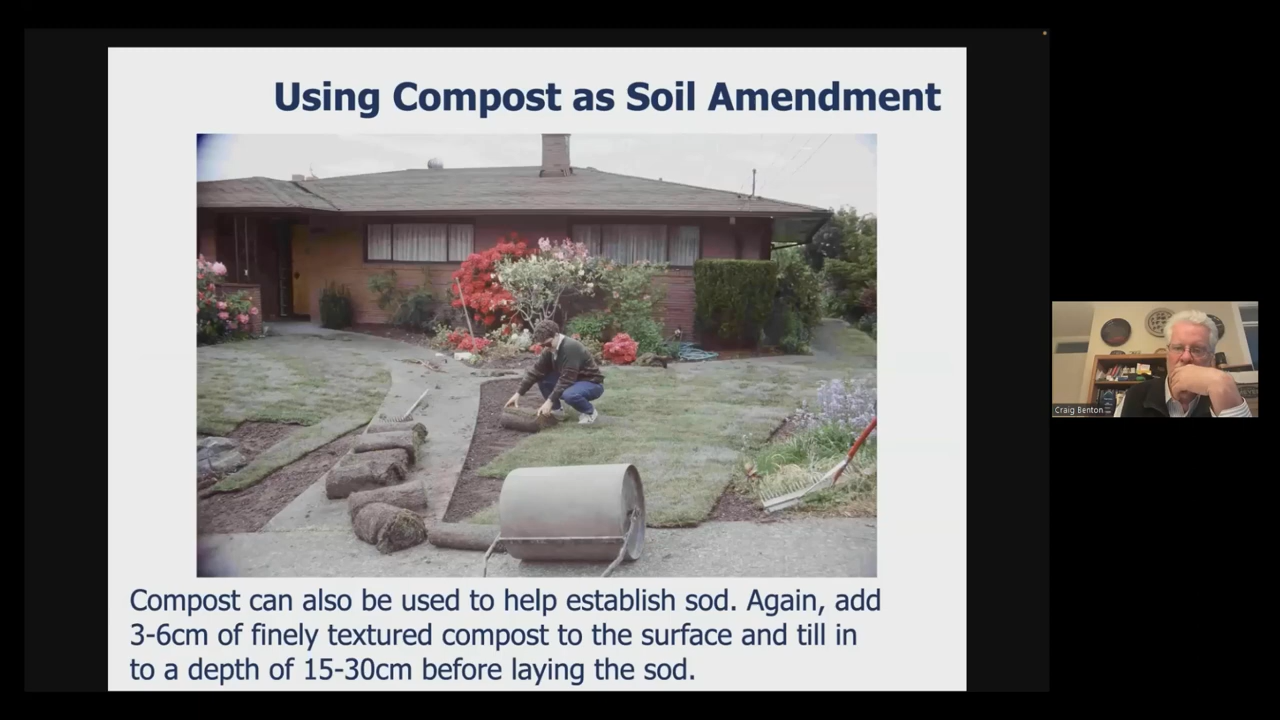 Using Compost as Soil Amendment
Compost can also be used to help establish sod. Again, add
3-6cm of finely textured compost to the surface and till in
to a depth of 15-30cm before laying the sod.
Craig Benton